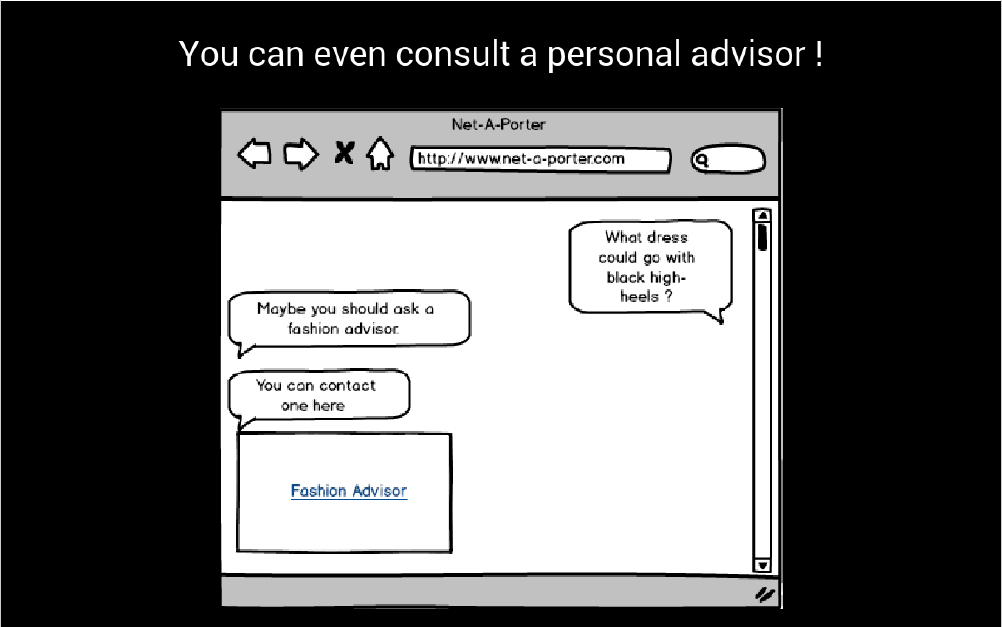 You can even consult a personal advisor !
Net-A-Porter
http://www.net-a-porter.com
What dress
could go with
black high-
heels ?
Maybe you should ask a
fashion advisor.
You can contact
one here
Fashion Advisor